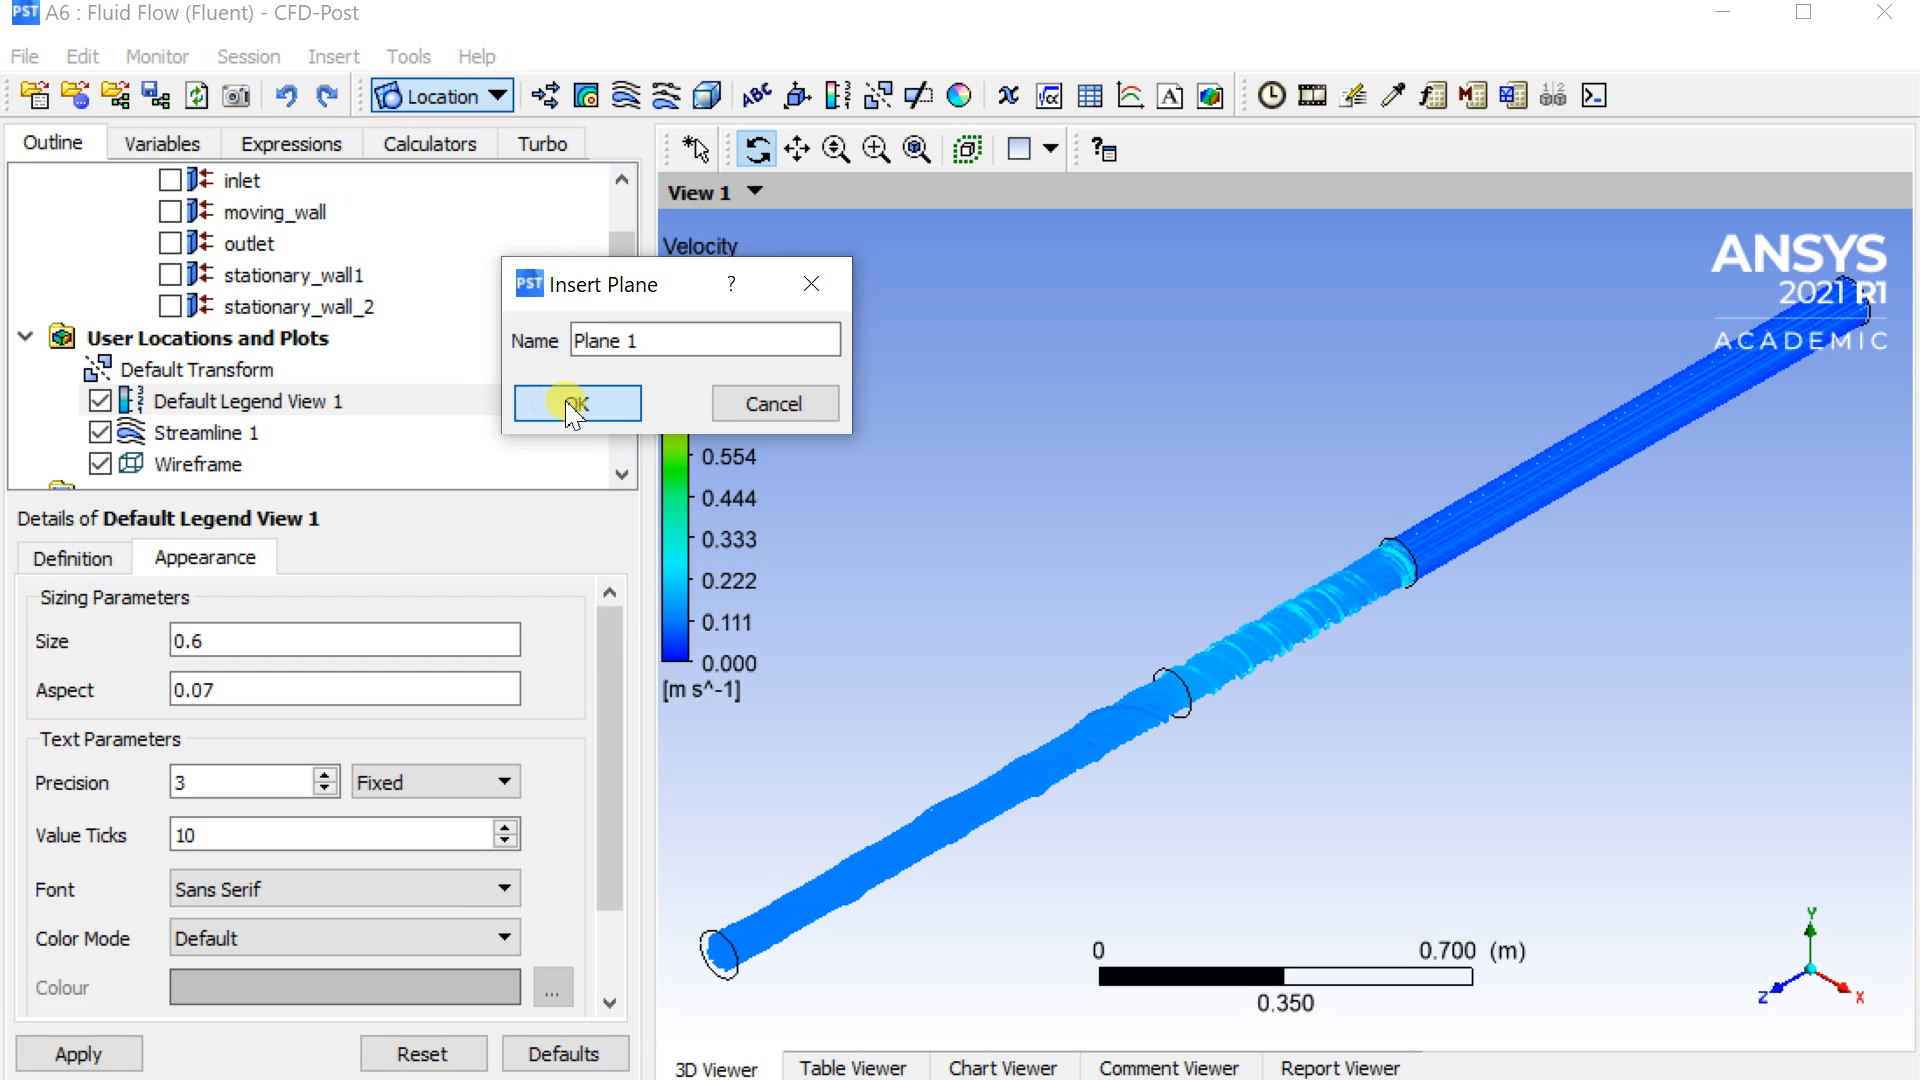 PST A6 : Fluid Flow (Fluent) - CFD-Post
File Edit Monitor Session Insert Tools Help
Location
Outline Variables Expressions Calculators Turbo
inlet
moving_wall
outlet
stationary_wall1
stationary_wall_2
User Locations and Plots
Default Transform
Default Legend View 1
Streamline 1
Wireframe
Details of Default Legend View 1
Definition Appearance
Sizing Parameters
Size 0.6
Aspect 0.07
Text Parameters
Precision 3 Fixed
Value Ticks 10
Font Sans Serif
Color Mode Default
Colour ...
Apply Reset Defaults
View 1
Velocity
PST Insert Plane ?
Name Plane 1
OK Cancel
0.554
0.444
0.333
0.222
0.111
0.000
[m s^-1]
ANSYS
2021 R1
ACADEMIC
0 0.700 (m)
0.350
Y
Z X
3D Viewer Table Viewer Chart Viewer Comment Viewer Report Viewer